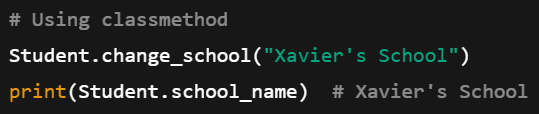 # Using classmethod
Student.change_school("Xavier's School")
print(Student.school_name)  # Xavier's School